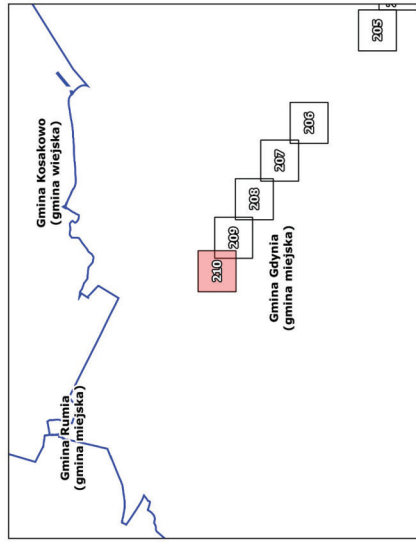 Gmina Kosakowo
(gmina wiejska)
Gmina Rumia
(gmina miejska)
210
209
208
207
206
205
Gmina Gdynia
(gmina miejska)